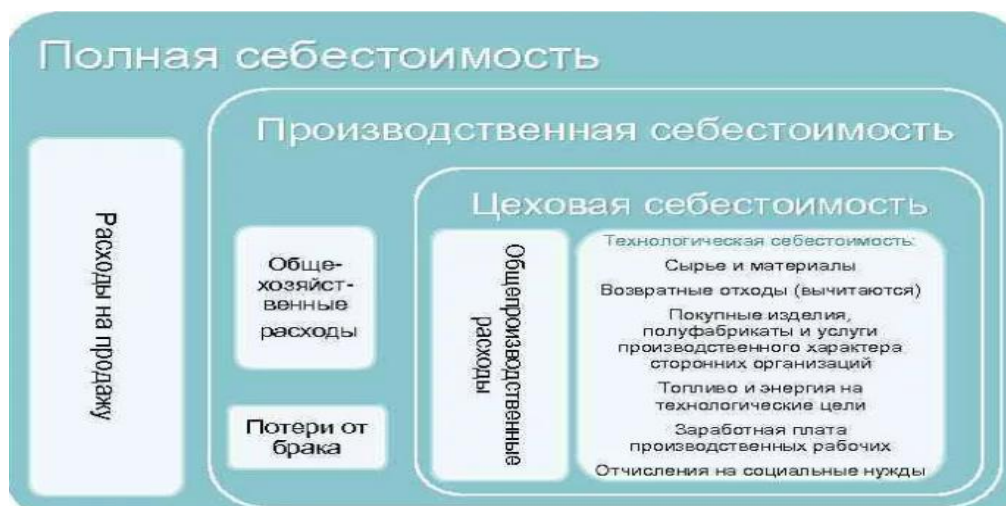 Полная себестоимость
Производственная себестоимость
Цеховая себестоимость
Расходы на продажу
Обще-
хозяйст-
венные
расходы
Потери от
брака
Общепроизводственные
расходы
Технологическая себестоимость:
Сырье и материалы
Возвратные отходы (вычитаются)
Покупные изделия,
полуфабрикаты и услуги
производственного характера
сторонних организаций
Топливо и энергия на
технологические цели
Заработная плата
производственных рабочих
Отчисления на социальные нужды